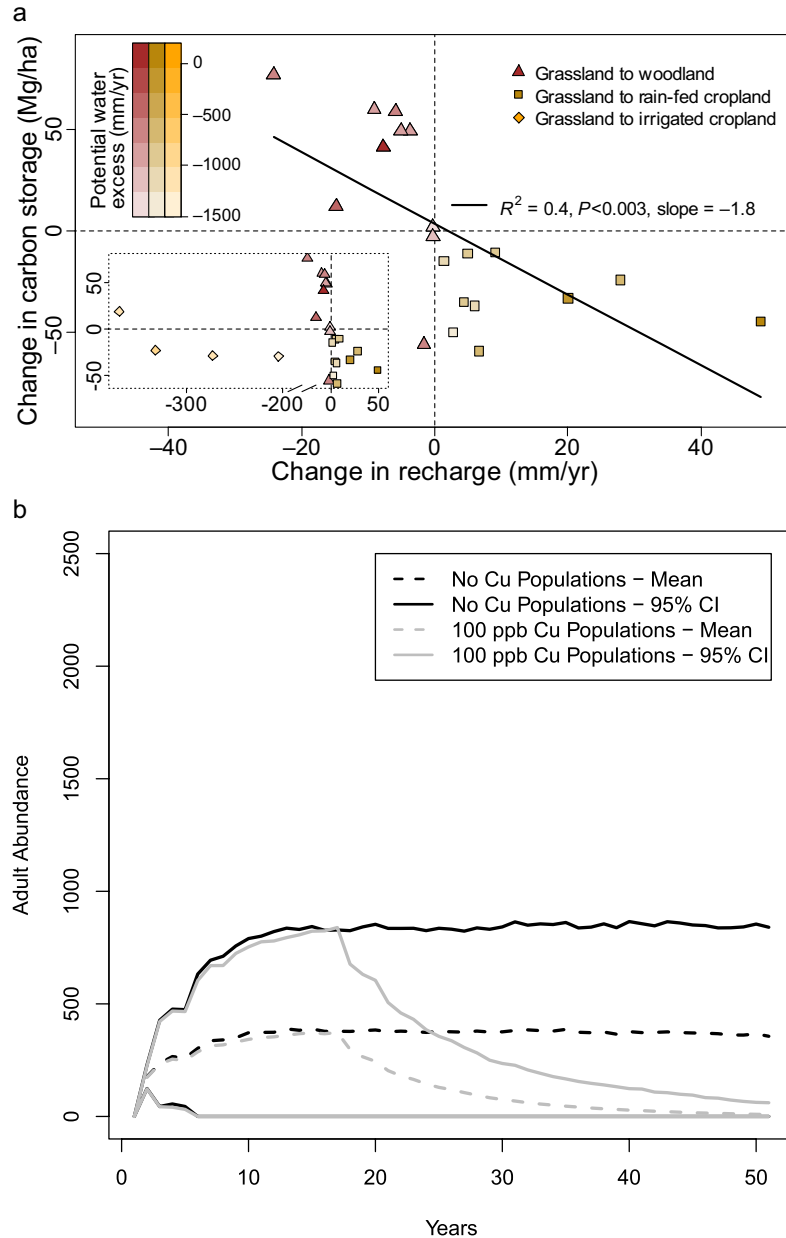 a
Change in carbon storage (Mg/ha)
50
0
−50
Potential water
excess (mm/yr)
0
−500
−1000
−1500
Grassland to woodland
Grassland to rain-fed cropland
Grassland to irrigated cropland
R² = 0.4, P<0.003, slope = −1.8
50
0
-50
-300
-200
0
50
−40
−20
0
20
40
Change in recharge (mm/yr)
b
Adult Abundance
2500
2000
1500
1000
500
0
No Cu Populations − Mean
No Cu Populations − 95% CI
100 ppb Cu Populations − Mean
100 ppb Cu Populations − 95% CI
0
10
20
30
40
50
Years